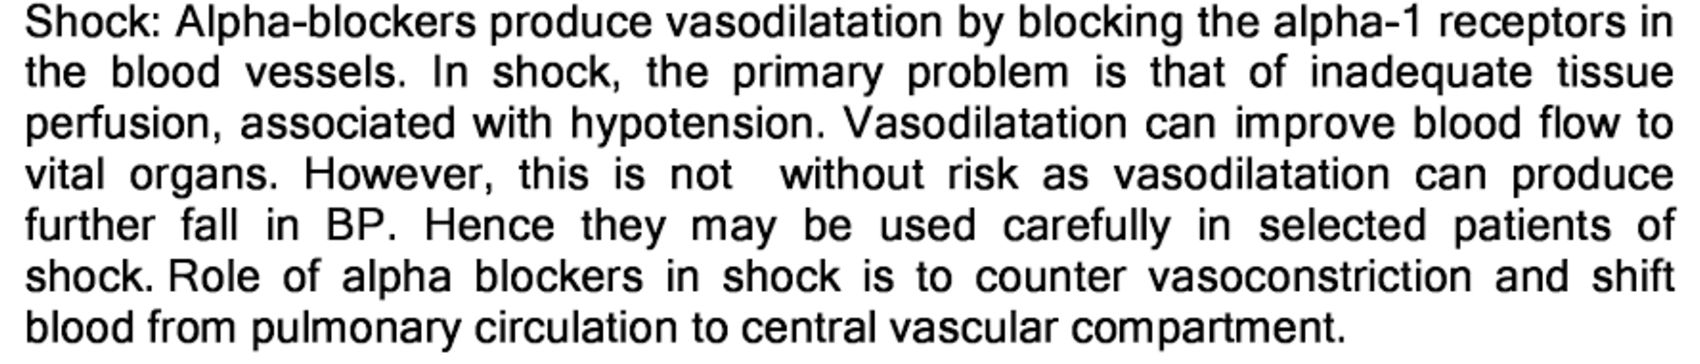 Shock: Alpha-blockers produce vasodilatation by blocking the alpha-1 receptors in
the blood vessels. In shock, the primary problem is that of inadequate tissue
perfusion, associated with hypotension. Vasodilatation can improve blood flow to
vital organs. However, this is not without risk as vasodilatation can produce
further fall in BP. Hence they may be used carefully in selected patients of
shock. Role of alpha blockers in shock is to counter vasoconstriction and shift
blood from pulmonary circulation to central vascular compartment.